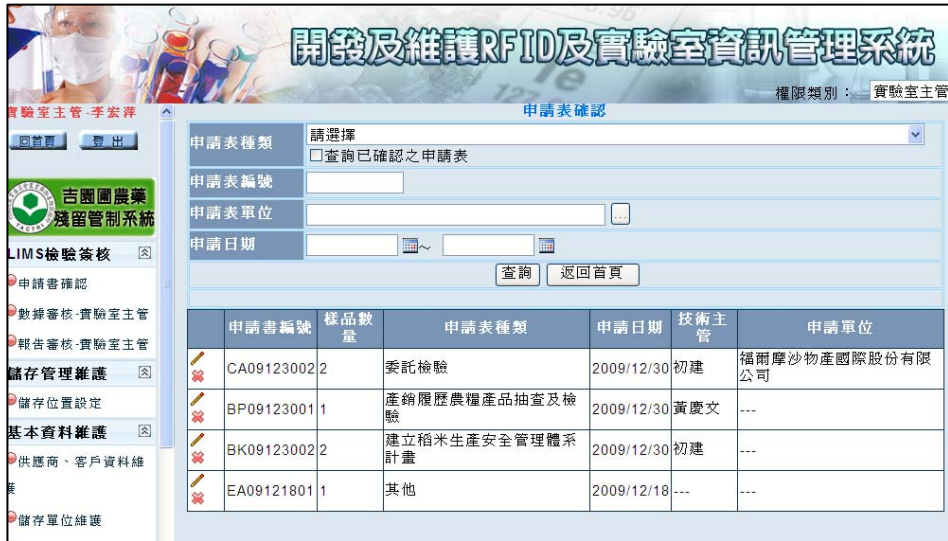 開發及維護RFID及實驗室資訊管理系統
權限類別： 實驗室主管
實驗室主管-李宏萍
回首頁 登 出
吉園圃農藥
殘留管制系統
TACTRI
LIMS檢驗簽核
申請書確認
數據審核-實驗室主管
報告審核-實驗室主管
儲存管理維護
儲存位置設定
基本資料維護
供應商、客戶資料維
護
儲存單位維護
申請表確認
申請表種類 請選擇
查詢已確認之申請表
申請表編號
申請表單位 ...
申請日期 ~
查詢 返回首頁
申請書編號 樣品數量 申請表種類 申請日期 技術主管 申請單位
CA09123002 2 委託檢驗 2009/12/30 初建 福爾摩沙物產國際股份有限
公司
BP09123001 1 產銷履歷農糧產品抽查及檢
驗 2009/12/30 黃慶文 ---
BK09123002 2 建立稻米生產安全管理體系
計畫 2009/12/30 初建 ---
EA09121801 1 其他 2009/12/18 --- ---